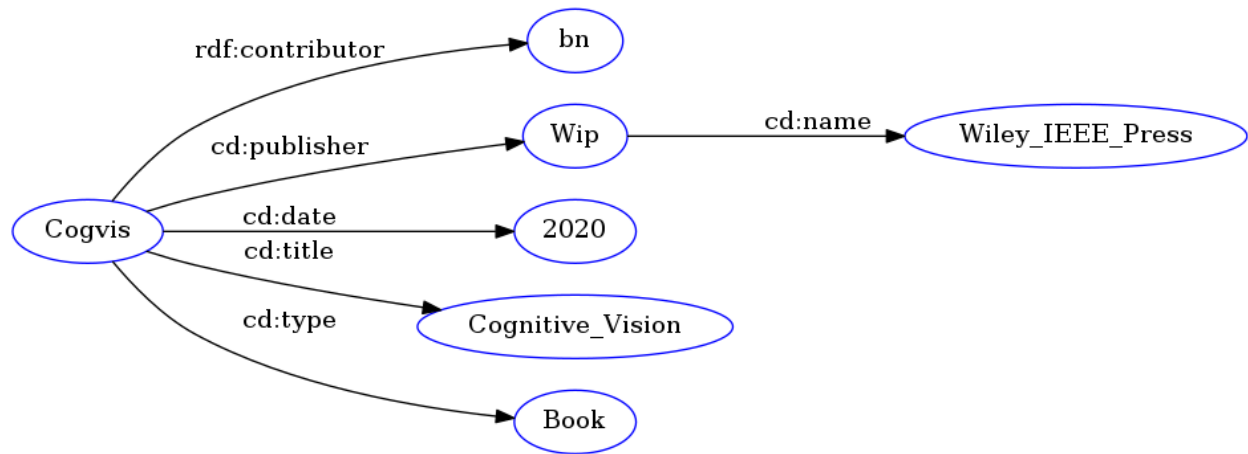 bn
rdf:contributor
cd:name
Wip
Wiley_IEEE_Press
cd:publisher
cd:date
Cogvis
2020
cd:title
cd:type
Cognitive_Vision
Book